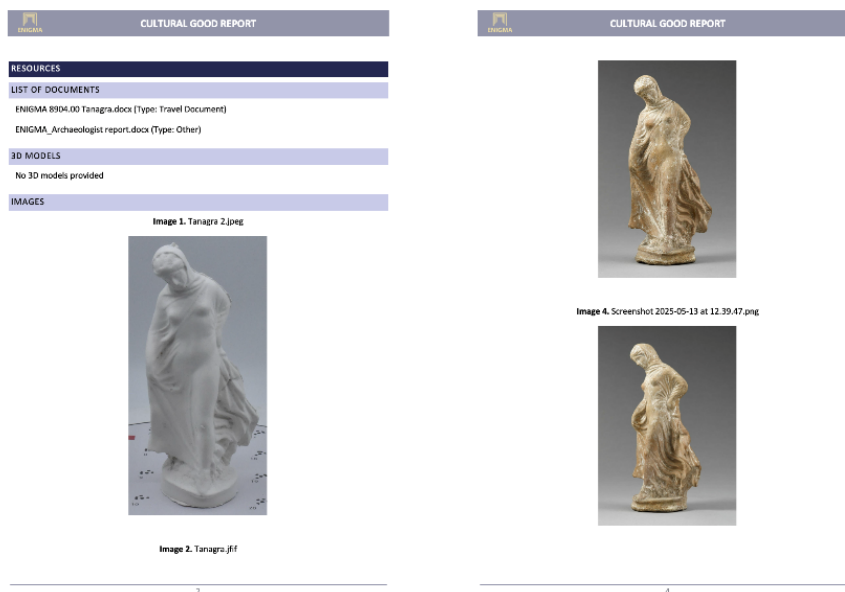 ENIGMA
CULTURAL GOOD REPORT
RESOURCES
LIST OF DOCUMENTS
ENIGMA 8904.00 Tanagra.docx (Type: Travel Document)
ENIGMA_Archaeologist report.docx (Type: Other)
3D MODELS
No 3D models provided
IMAGES
Image 1. Tanagra 2.jpeg
Image 2. Tanagra.jfif
ENIGMA
CULTURAL GOOD REPORT
Image 4. Screenshot 2025-05-13 at 12.39.47.png